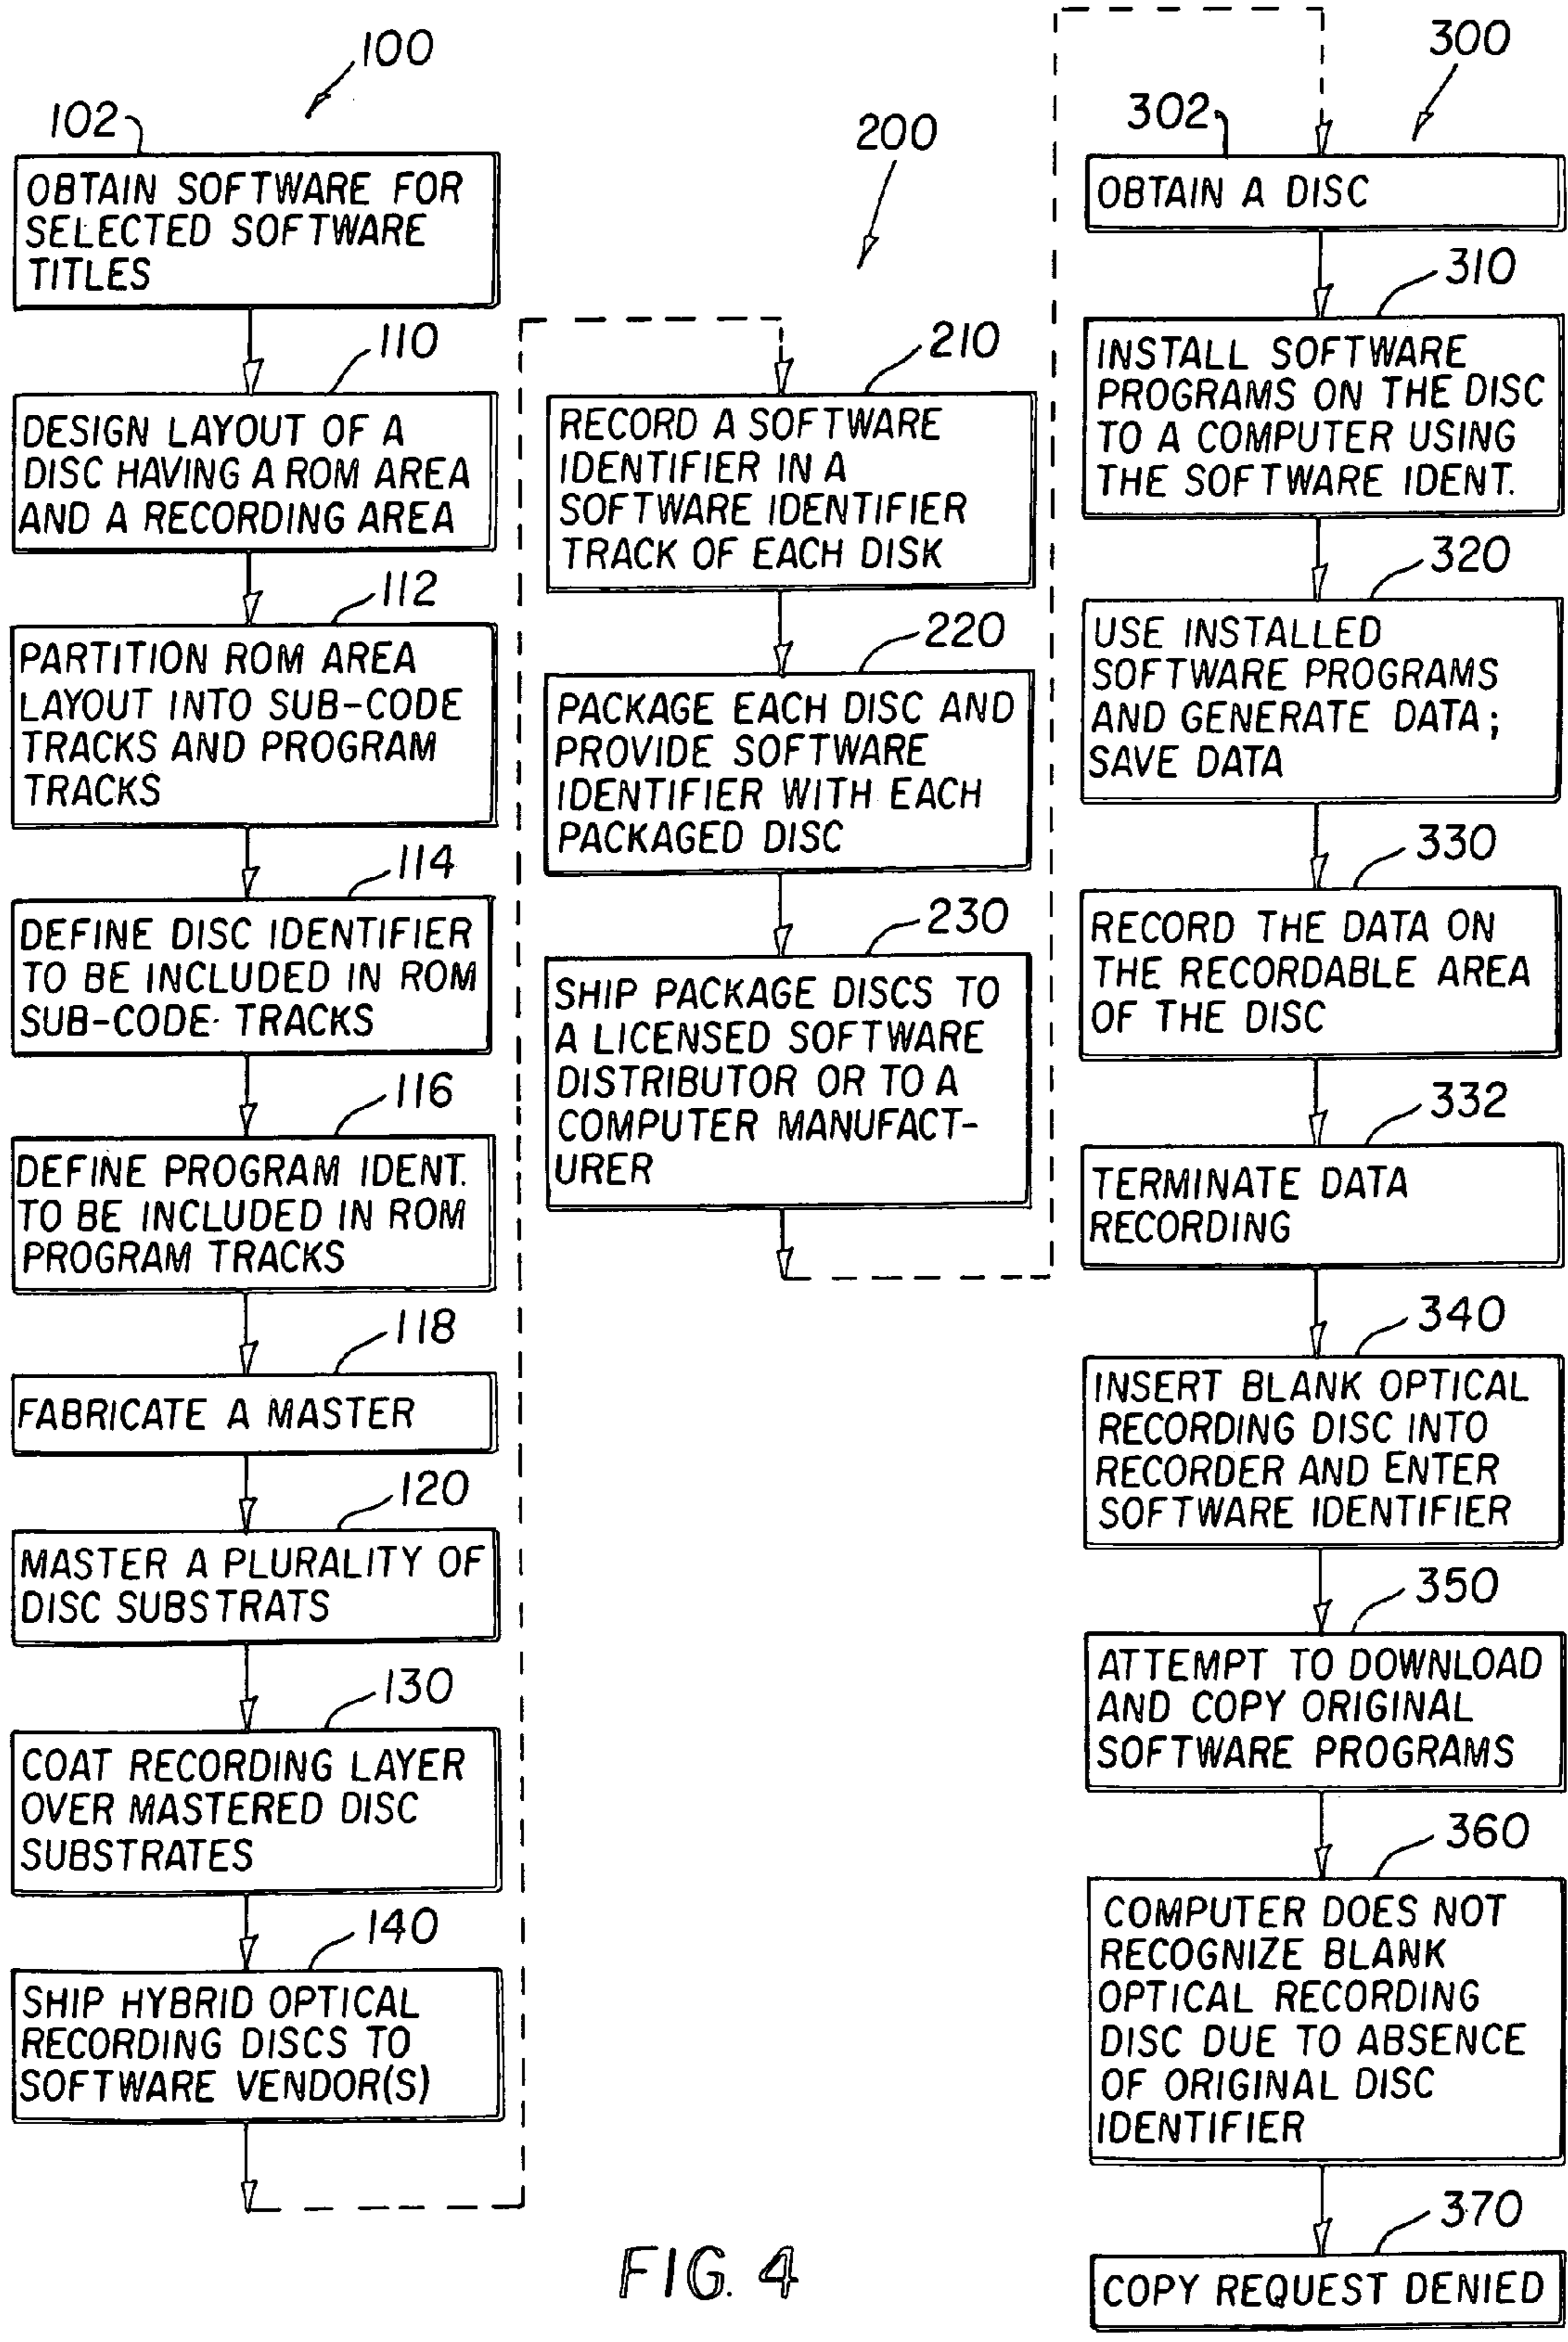 100
102
OBTAIN SOFTWARE FOR
SELECTED SOFTWARE
TITLES
110
DESIGN LAYOUT OF A
DISC HAVING A ROM AREA
AND A RECORDING AREA
112
PARTITION ROM AREA
LAYOUT INTO SUB-CODE
TRACKS AND PROGRAM
TRACKS
114
DEFINE DISC IDENTIFIER
TO BE INCLUDED IN ROM
SUB-CODE TRACKS
116
DEFINE PROGRAM IDENT.
TO BE INCLUDED IN ROM
PROGRAM TRACKS
118
FABRICATE A MASTER
120
MASTER A PLURALITY OF
DISC SUBSTRATS
130
COAT RECORDING LAYER
OVER MASTERED DISC
SUBSTRATES
140
SHIP HYBRID OPTICAL
RECORDING DISCS TO
SOFTWARE VENDOR(S)
200
210
RECORD A SOFTWARE
IDENTIFIER IN A
SOFTWARE IDENTIFIER
TRACK OF EACH DISK
220
PACKAGE EACH DISC AND
PROVIDE SOFTWARE
IDENTIFIER WITH EACH
PACKAGED DISC
230
SHIP PACKAGE DISCS TO
A LICENSED SOFTWARE
DISTRIBUTOR OR TO A
COMPUTER MANUFACT-
URER
300
302
OBTAIN A DISC
310
INSTALL SOFTWARE
PROGRAMS ON THE DISC
TO A COMPUTER USING
THE SOFTWARE IDENT.
320
USE INSTALLED
SOFTWARE PROGRAMS
AND GENERATE DATA;
SAVE DATA
330
RECORD THE DATA ON
THE RECORDABLE AREA
OF THE DISC
332
TERMINATE DATA
RECORDING
340
INSERT BLANK OPTICAL
RECORDING DISC INTO
RECORDER AND ENTER
SOFTWARE IDENTIFIER
350
ATTEMPT TO DOWNLOAD
AND COPY ORIGINAL
SOFTWARE PROGRAMS
360
COMPUTER DOES NOT
RECOGNIZE BLANK
OPTICAL RECORDING
DISC DUE TO ABSENCE
OF ORIGINAL DISC
IDENTIFIER
370
COPY REQUEST DENIED
FIG. 4